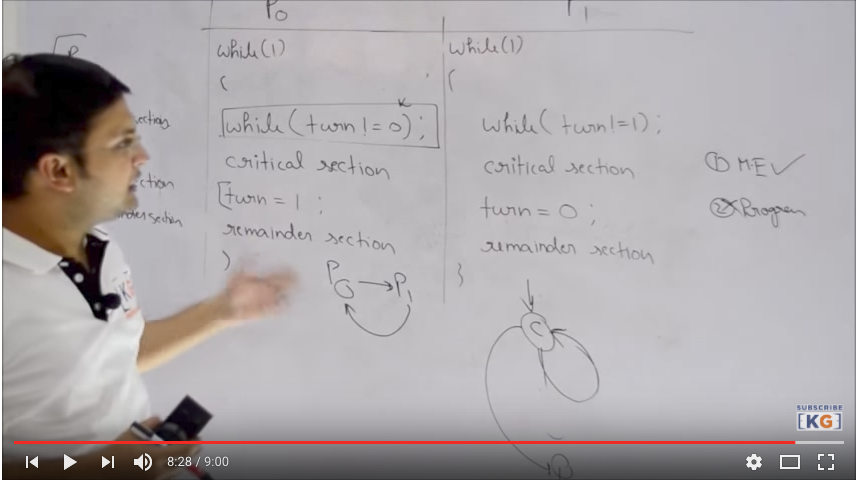 P0
P1
while(1)
{
while(turn!=0);
critical section
turn=1;
remainder section
}
while(1)
{
while(turn!=1);
critical section
turn=0;
remainder section
}
section
P0 → P1
C
① M.E ✓
② X Progress
SUBSCRIBE
[KG]
8:28 / 9:00